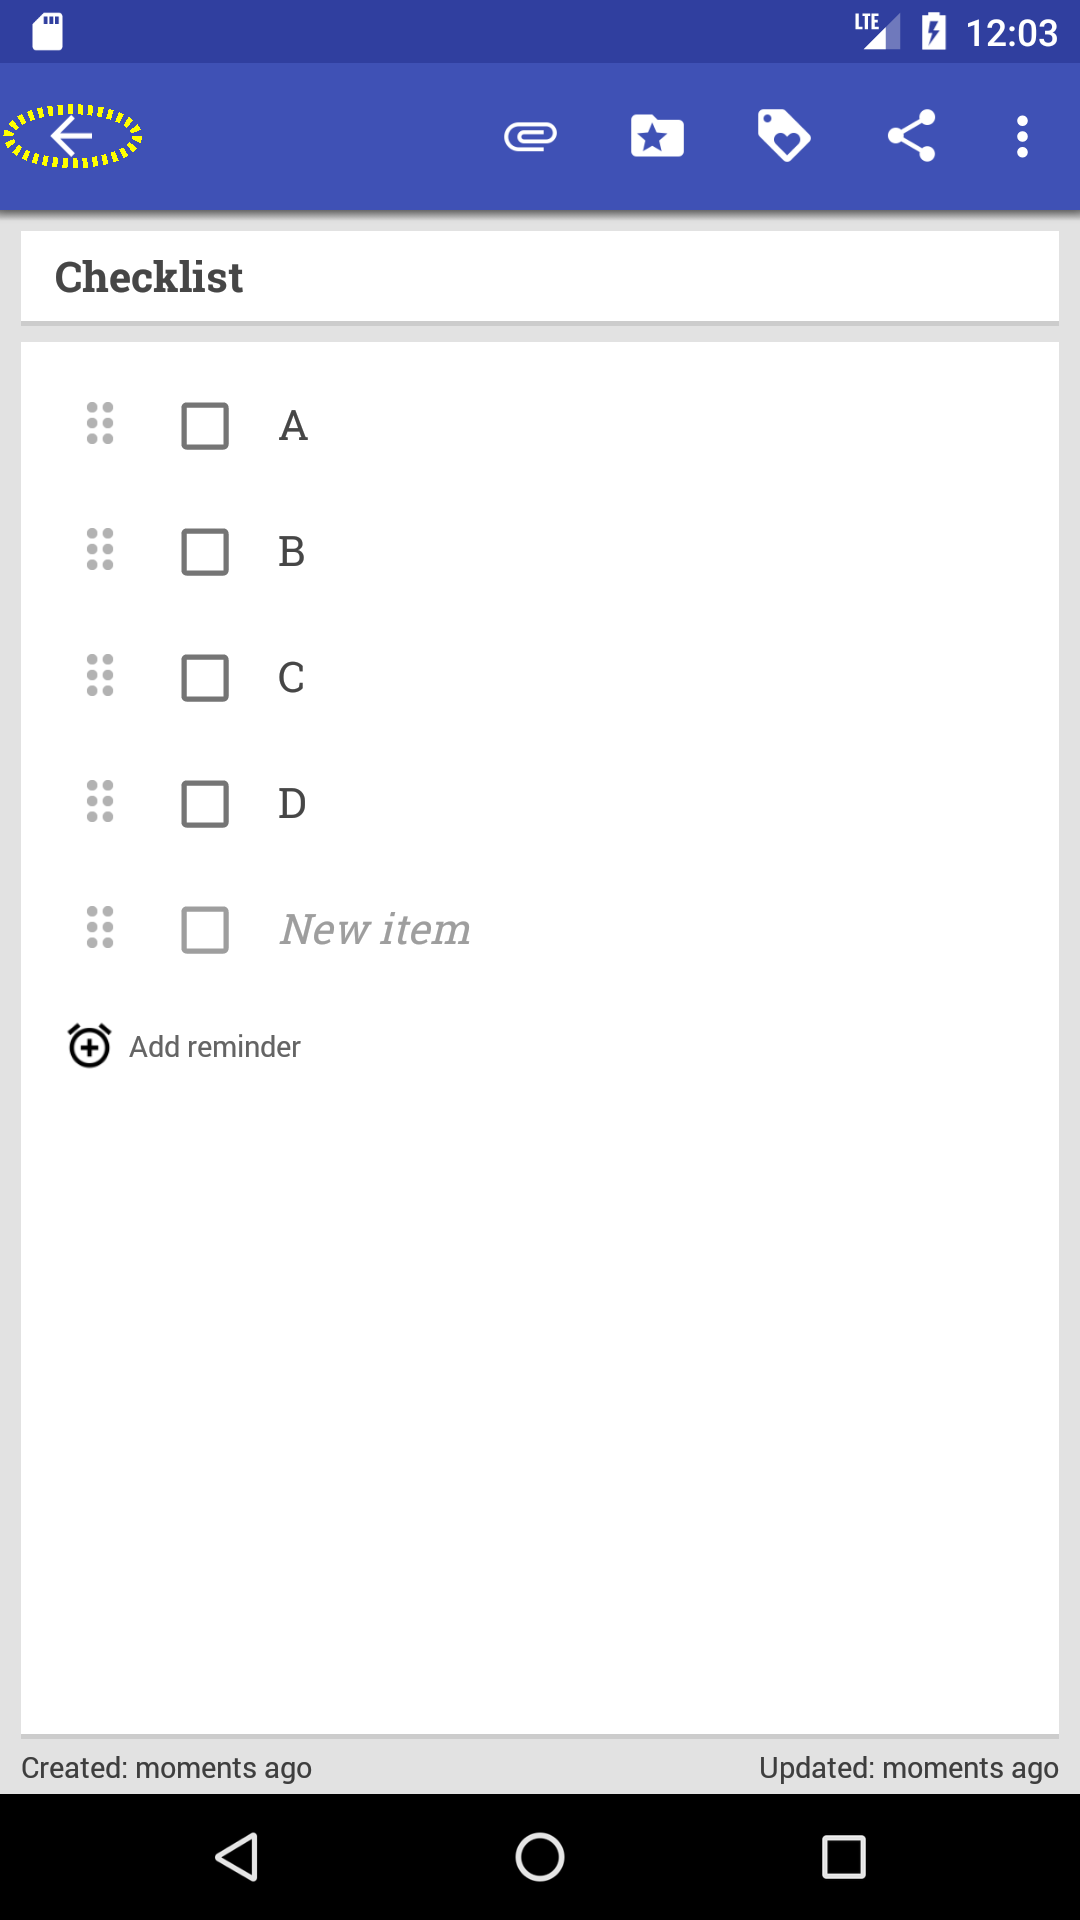 LTE 12:03
Checklist
A
B
C
D
New item
Add reminder
Created: moments ago Updated: moments ago